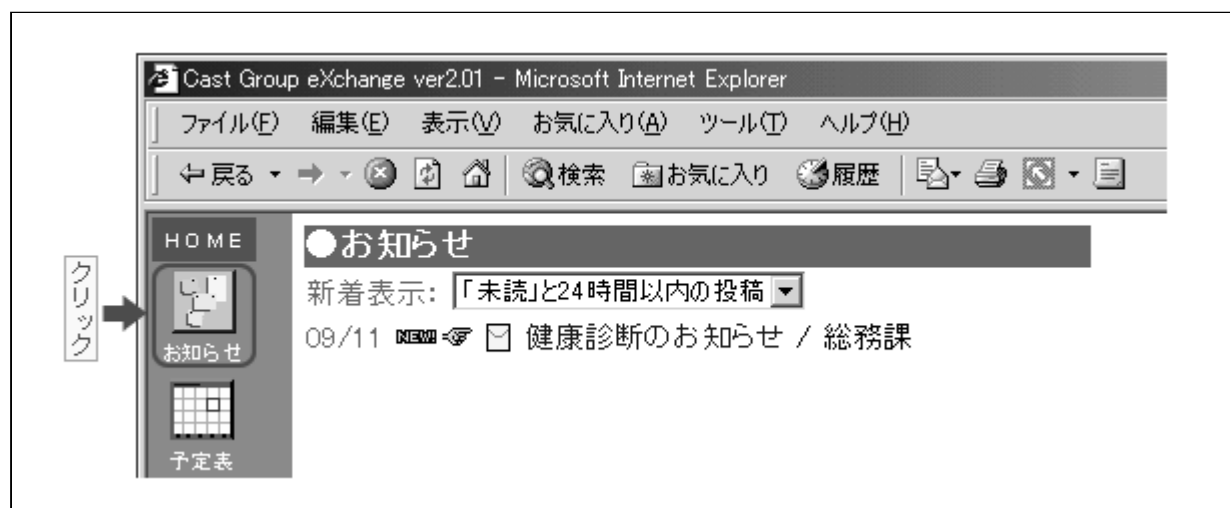 Cast Group eXchange ver2.01 - Microsoft Internet Explorer
ファイル(F) 編集(E) 表示(V) お気に入り(A) ツール(T) ヘルプ(H)
戻る 検索 お気に入り 履歴
HOME
●お知らせ
クリック
お知らせ
新着表示: 「未読」と24時間以内の投稿
09/11 NEW 健康診断のお知らせ / 総務課
予定表